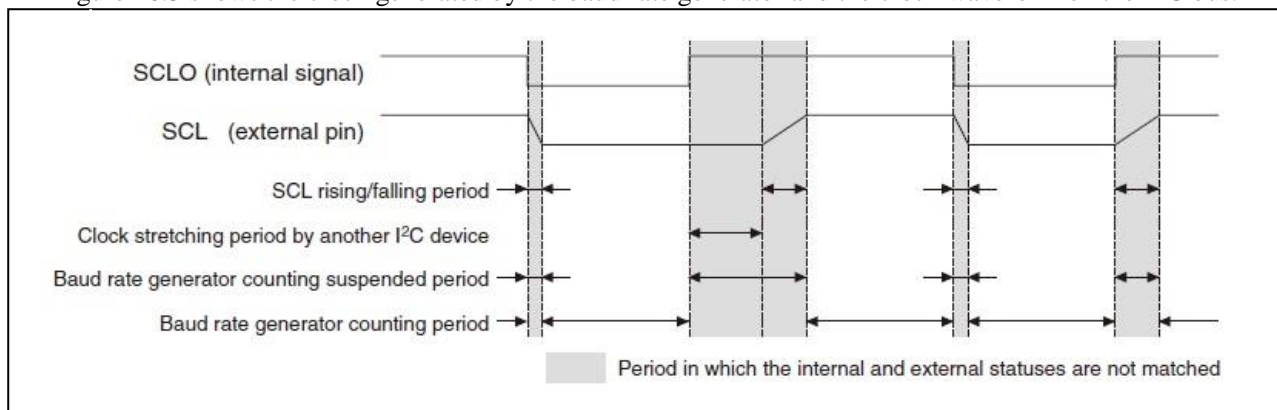 SCLO (internal signal)
SCL (external pin)
SCL rising/falling period
Clock stretching period by another I²C device
Baud rate generator counting suspended period
Baud rate generator counting period
Period in which the internal and external statuses are not matched